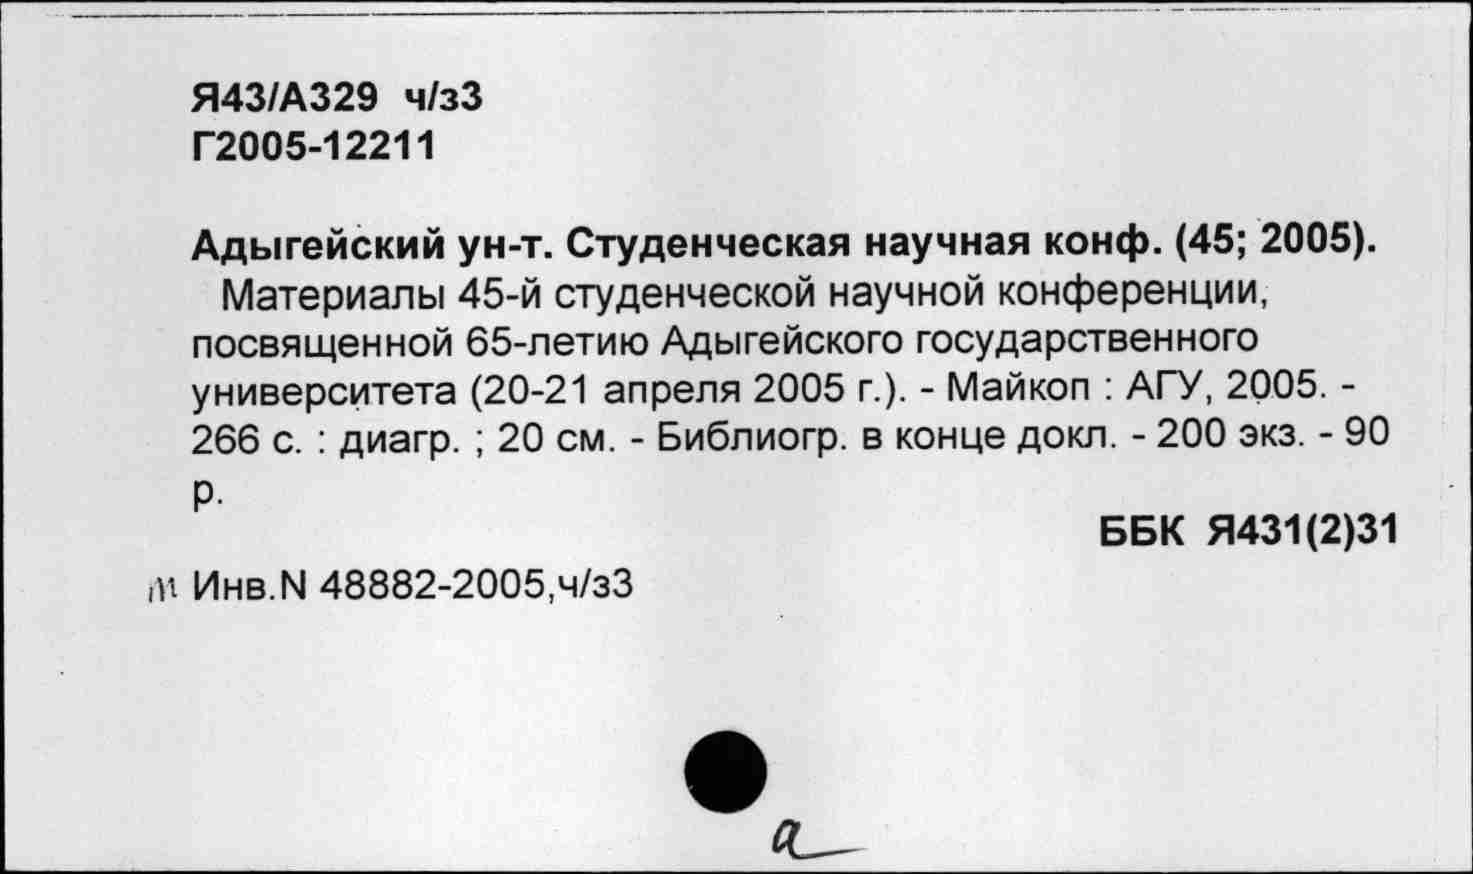 Я43/А329 ч/з3
Г2005-12211
Адыгейский ун-т. Студенческая научная конф. (45; 2005).
Материалы 45-й студенческой научной конференции,
посвященной 65-летию Адыгейского государственного
университета (20-21 апреля 2005 г.). - Майкоп : АГУ, 2005. -
266 с. : диагр. ; 20 см. - Библиогр. в конце докл. - 200 экз. - 90
р.
ББК Я431(2)31
Инв.N 48882-2005,ч/з3
а